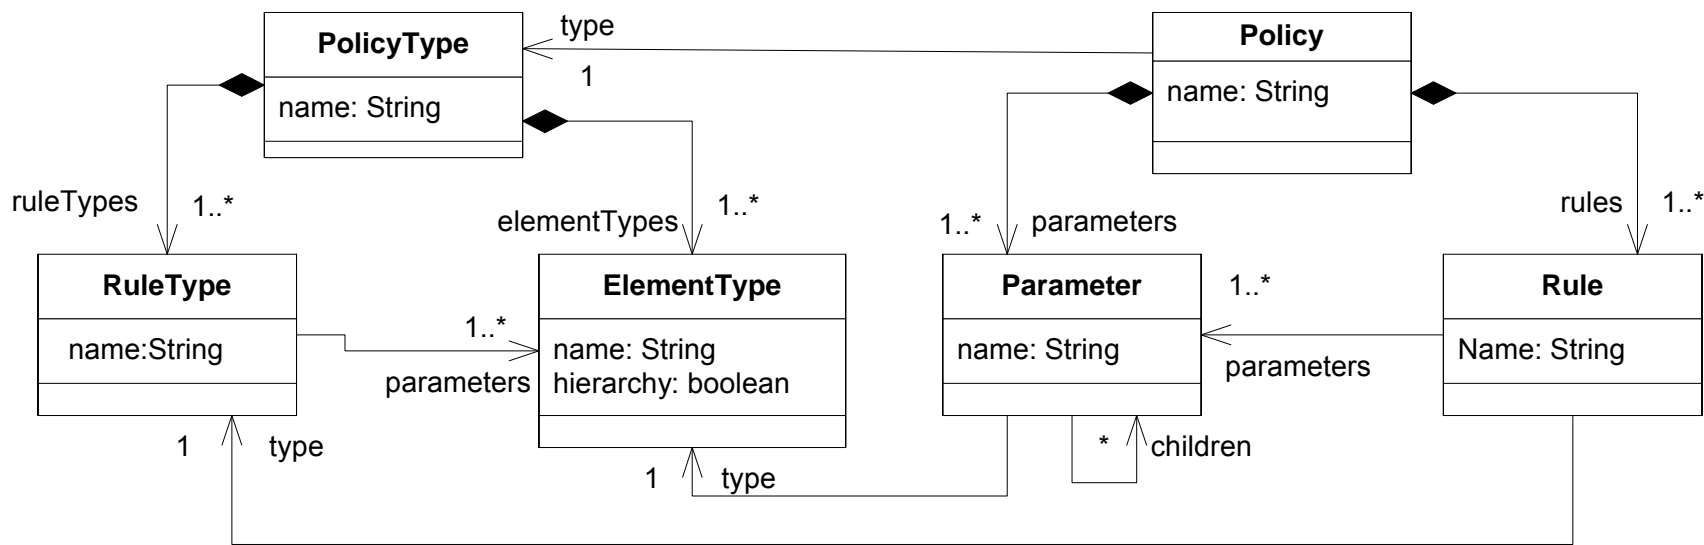 PolicyType
name: String
type
1
Policy
name: String
ruleTypes
1..*
elementTypes
1..*
1..*
parameters
rules
1..*
RuleType
name:String
1..*
parameters
ElementType
name: String
hierarchy: boolean
Parameter
name: String
1..*
parameters
Rule
Name: String
1
type
1
type
*
children